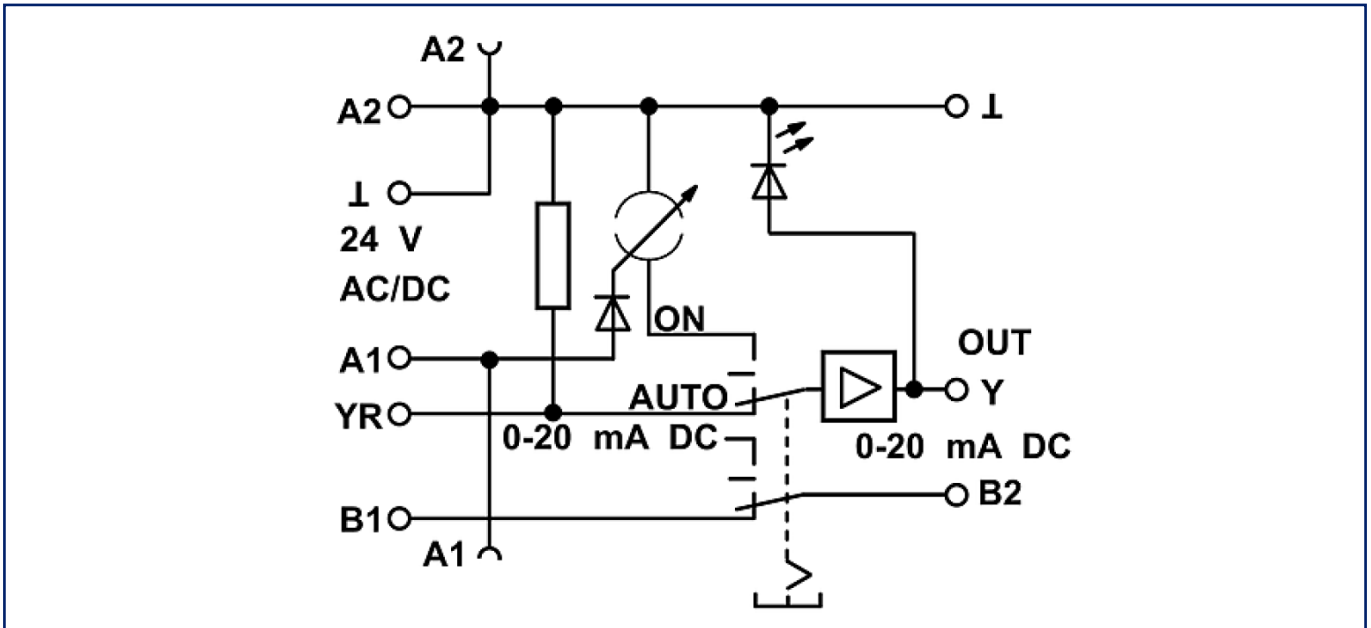 A2
A2
⊥
⊥
24 V
AC/DC
ON
OUT
A1
AUTO
Y
YR
0-20 mA DC
0-20 mA DC
B2
B1
A1